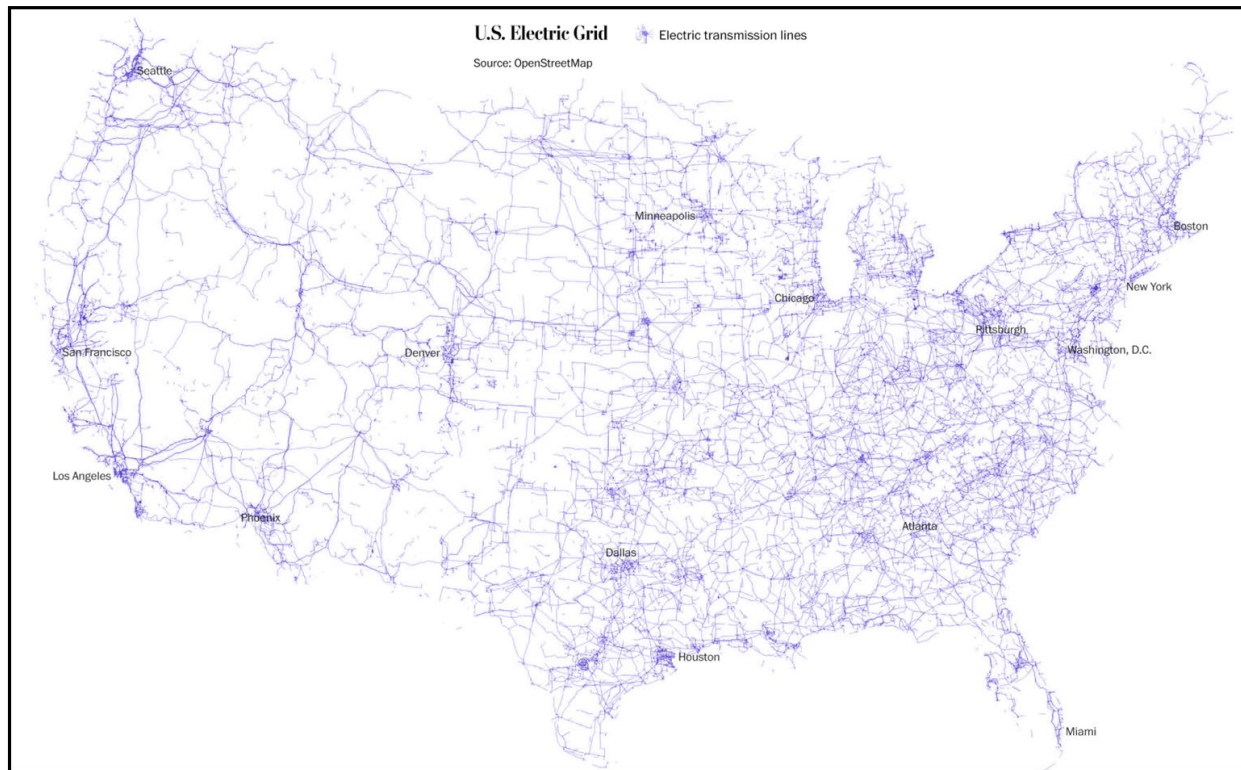 U.S. Electric Grid
Electric transmission lines
Source: OpenStreetMap
Seattle
Minneapolis
Boston
New York
Chicago
Pittsburgh
San Francisco
Denver
Washington, D.C.
Los Angeles
Phoenix
Atlanta
Dallas
Houston
Miami